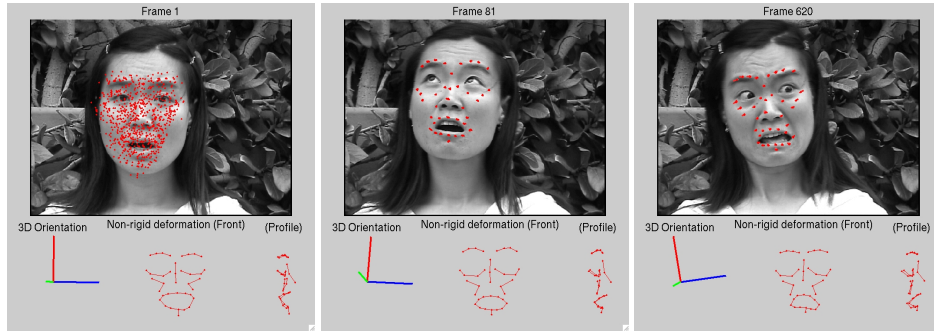 Frame 1
3D Orientation Non-rigid deformation (Front) (Profile)
Frame 81
3D Orientation Non-rigid deformation (Front) (Profile)
Frame 620
3D Orientation Non-rigid deformation (Front) (Profile)